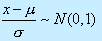 x − μ / σ ~ N(0,1)